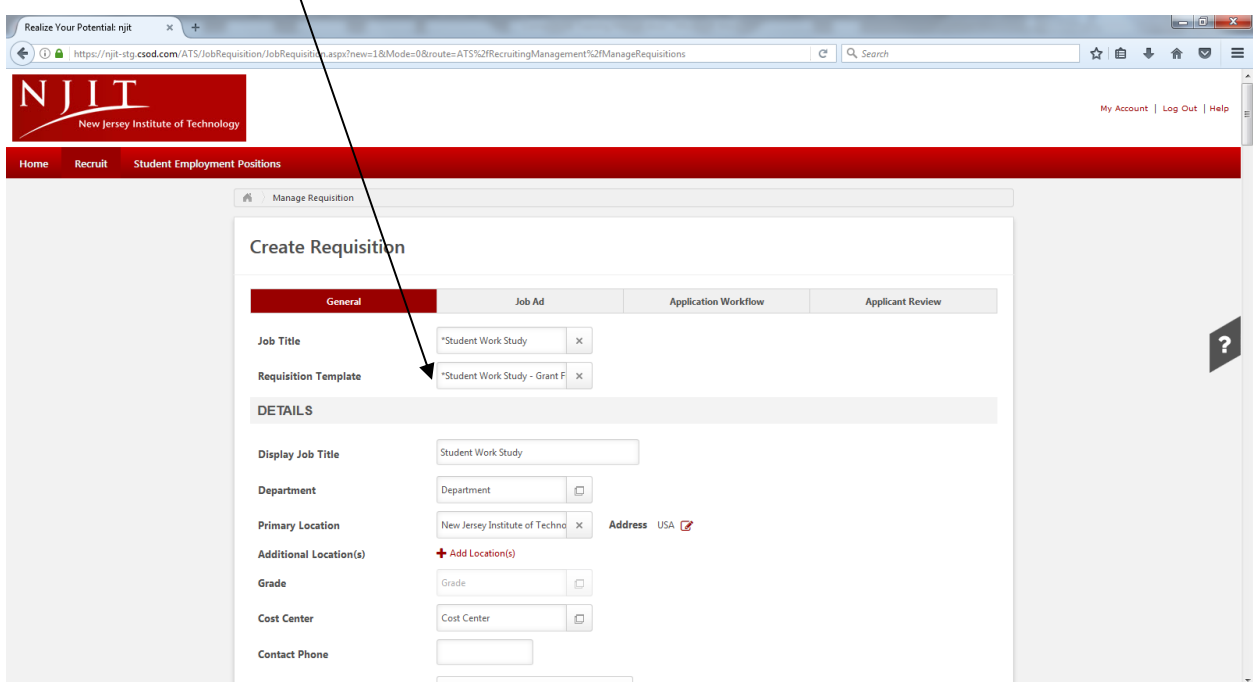 Realize Your Potential: njit
https://njit-stg.csod.com/ATS/JobRequisition/JobRequisition.aspx?new=1&Mode=0&route=ATS%2fRecruitingManagement%2fManageRequisitions
Search
NJIT
New Jersey Institute of Technology
My Account | Log Out | Help
Home Recruit Student Employment Positions
Manage Requisition
Create Requisition
General Job Ad Application Workflow Applicant Review
Job Title *Student Work Study
Requisition Template *Student Work Study - Grant F
?
DETAILS
Display Job Title Student Work Study
Department Department
Primary Location New Jersey Institute of Techno Address USA
Additional Location(s) Add Location(s)
Grade Grade
Cost Center Cost Center
Contact Phone